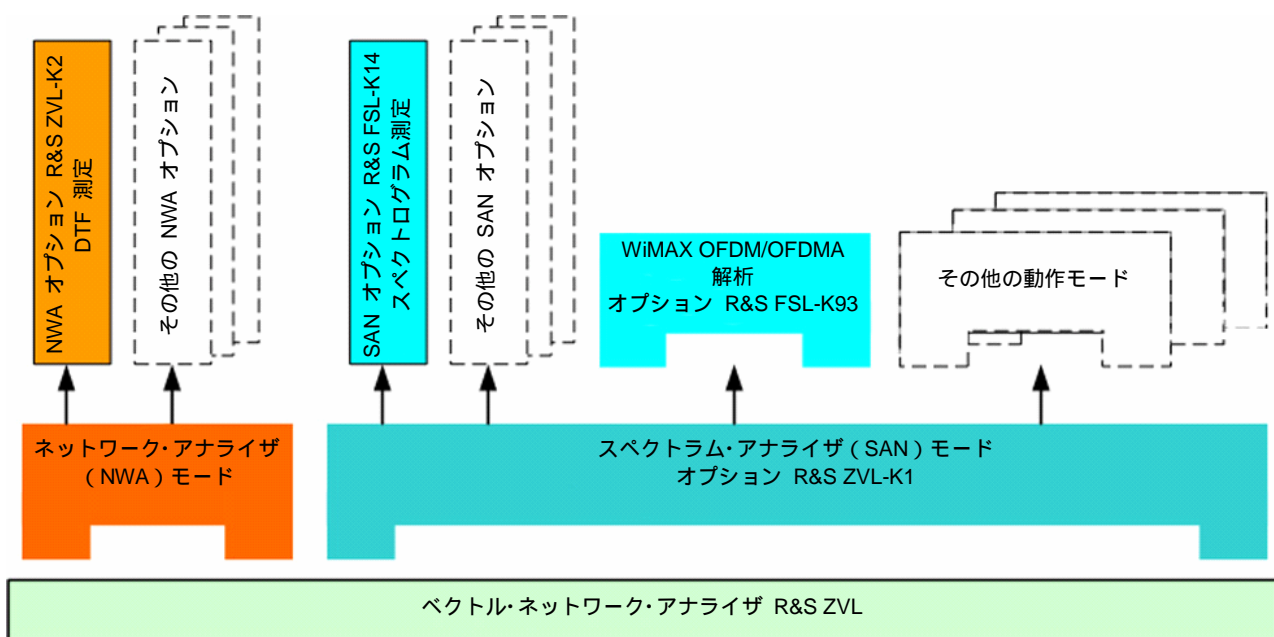 NWA オプション R&S ZVL-K2
DTF 測定
その他の NWA オプション
SAN オプション R&S FSL-K14
スペクトログラム測定
その他の SAN オプション
WiMAX OFDM/OFDMA
解析
オプション R&S FSL-K93
その他の動作モード
ネットワーク・アナライザ
（NWA）モード
スペクトラム・アナライザ（SAN）モード
オプション R&S ZVL-K1
ベクトル・ネットワーク・アナライザ R&S ZVL